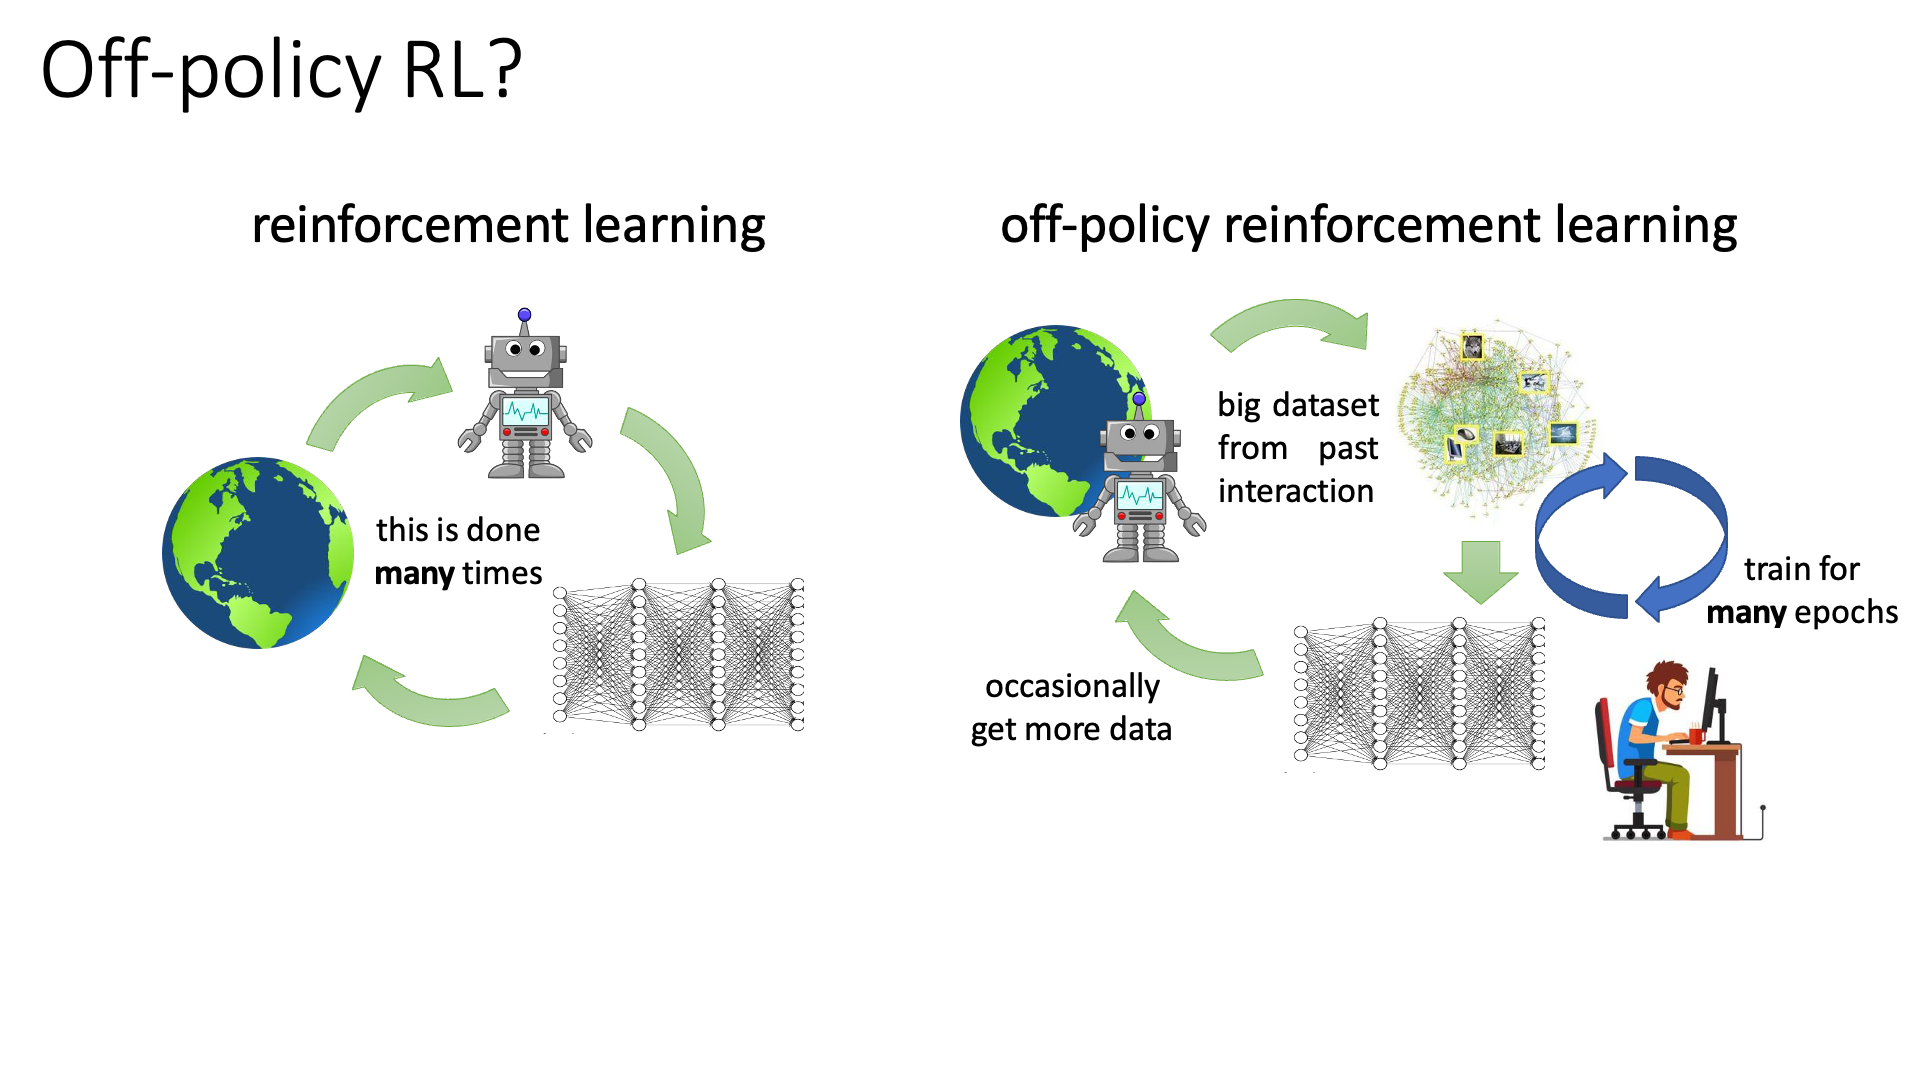 Off-policy RL?
reinforcement learning
this is done
many times
off-policy reinforcement learning
big dataset
from past
interaction
train for
many epochs
occasionally
get more data